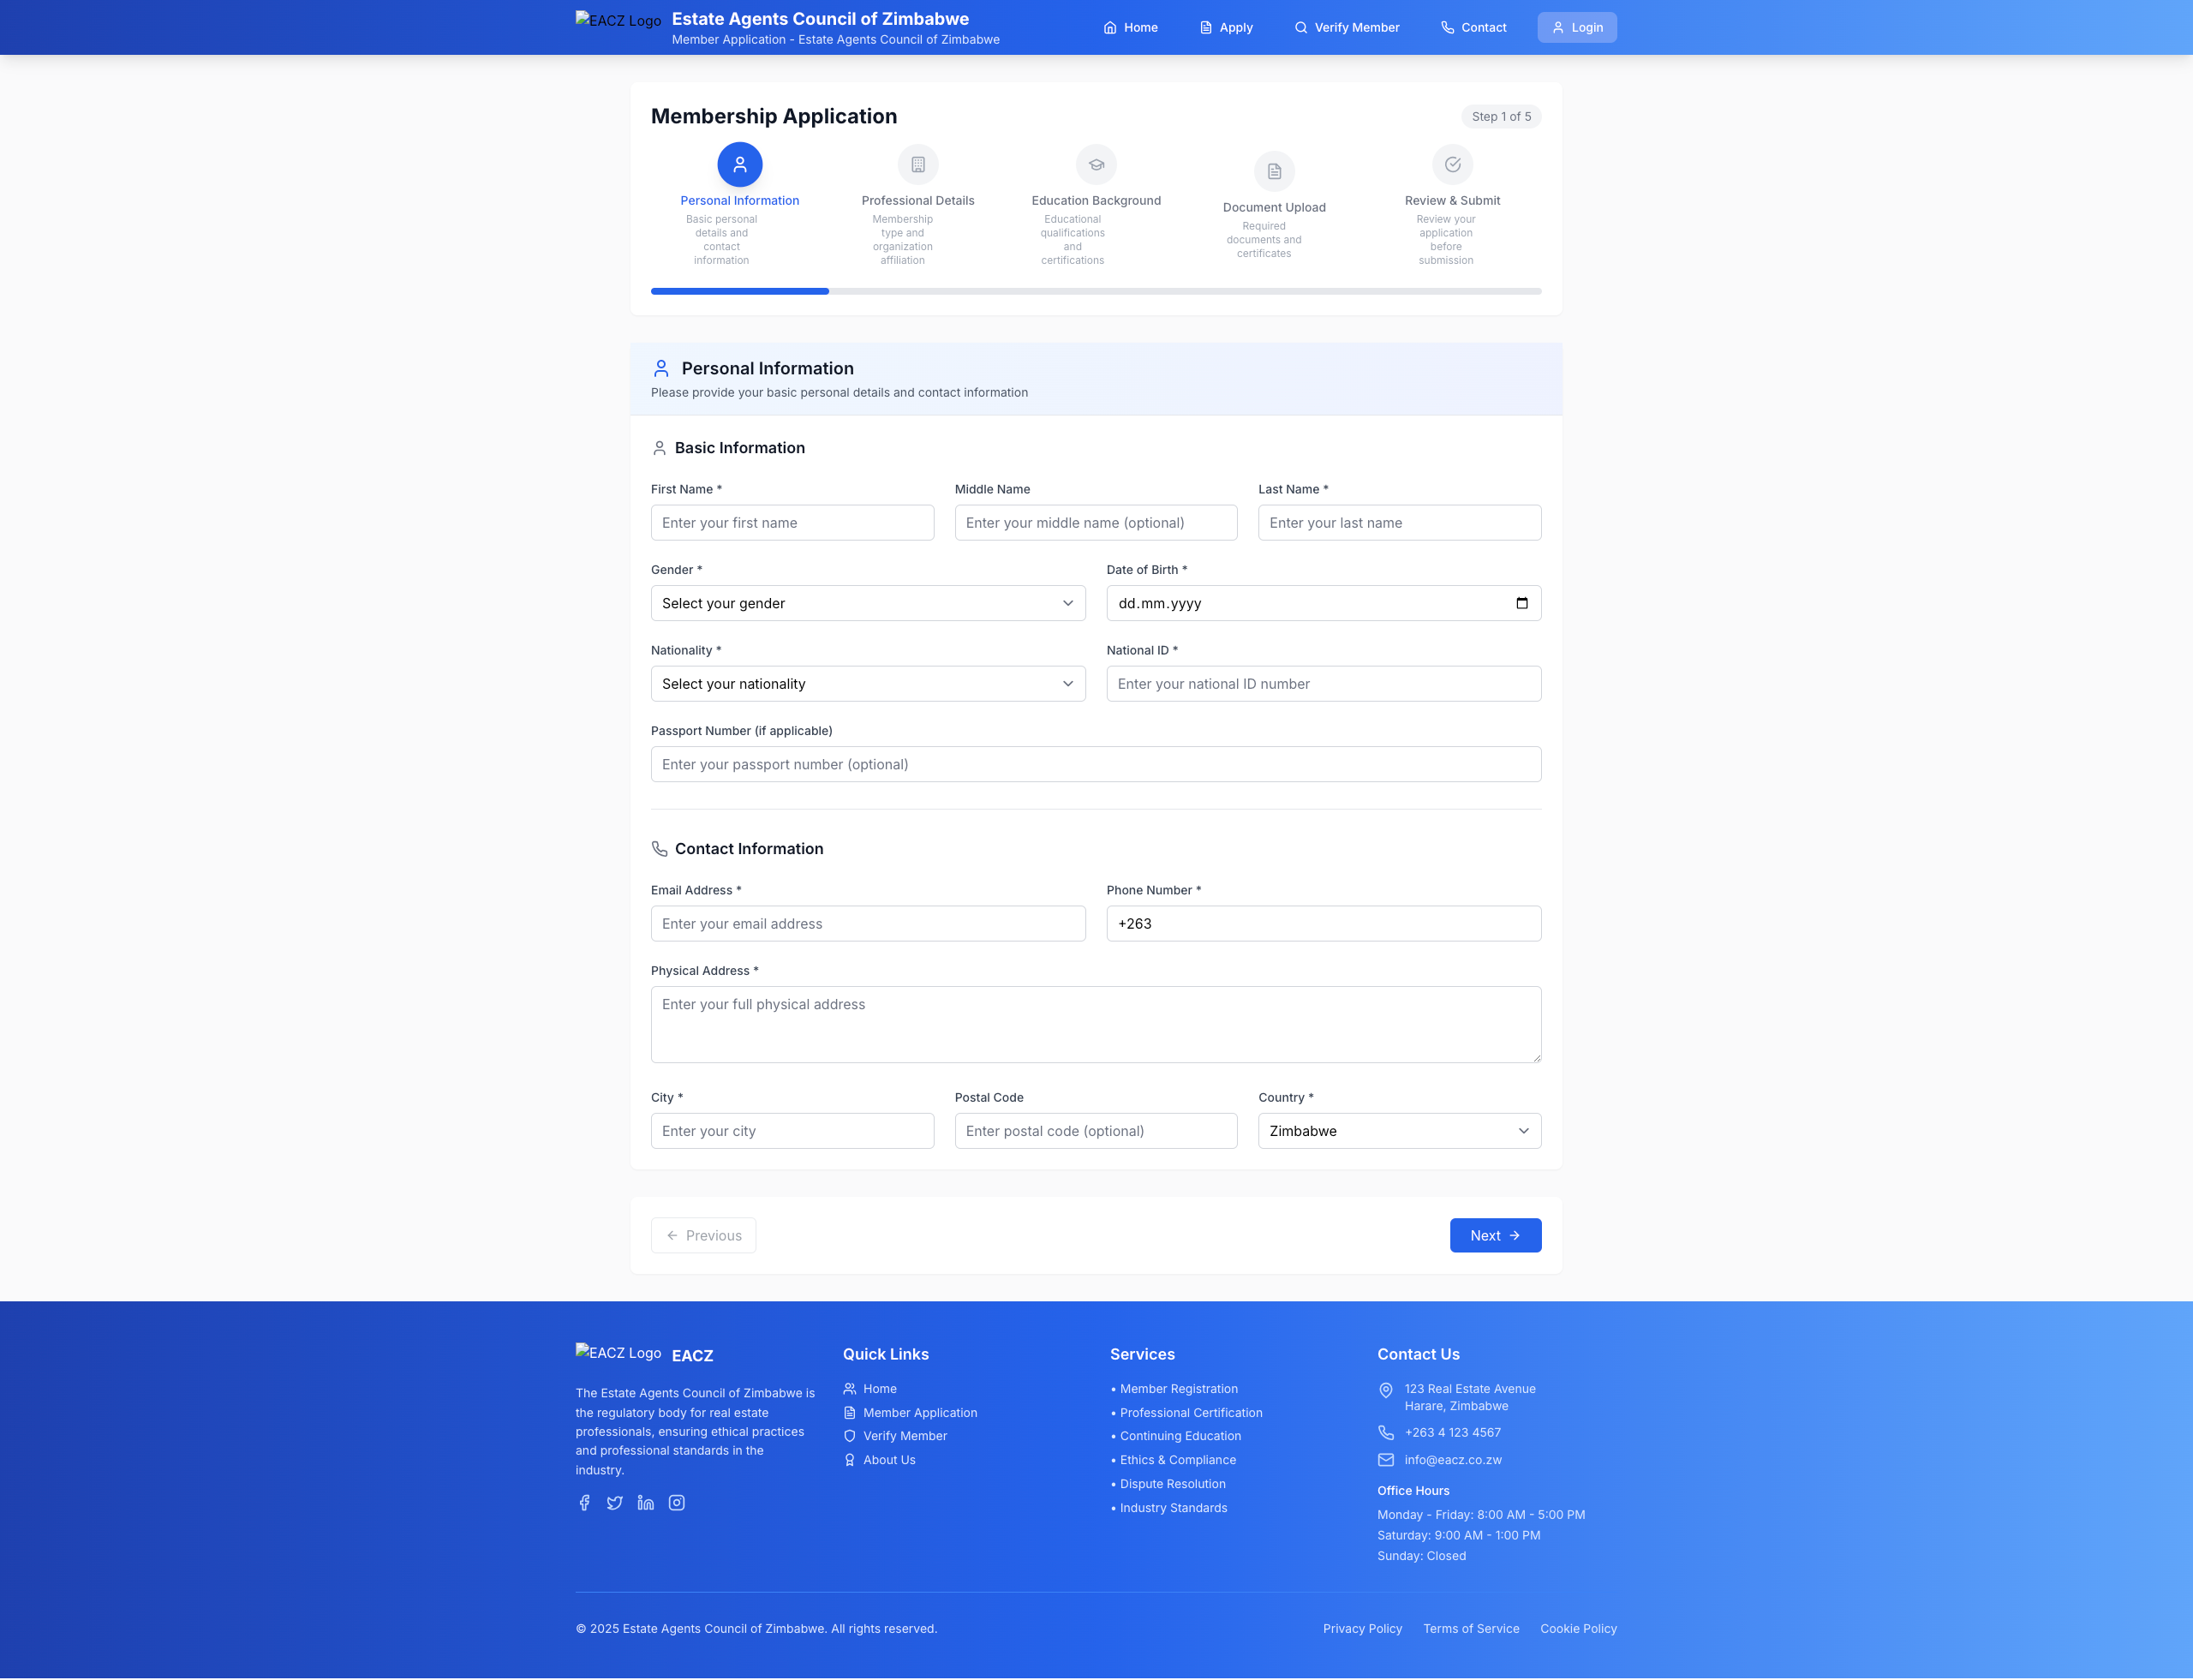 EACZ Logo
Estate Agents Council of Zimbabwe
Member Application - Estate Agents Council of Zimbabwe
Home
Apply
Verify Member
Contact
Login
Membership Application
Step 1 of 5
Personal Information
Basic personal
details and
contact
information
Professional Details
Membership
type and
organization
affiliation
Education Background
Educational
qualifications
and
certifications
Document Upload
Required
documents and
certificates
Review & Submit
Review your
application
before
submission
Personal Information
Please provide your basic personal details and contact information
Basic Information
First Name *
Middle Name
Last Name *
Enter your first name
Enter your middle name (optional)
Enter your last name
Gender *
Date of Birth *
Select your gender
dd.mm.yyyy
Nationality *
National ID *
Select your nationality
Enter your national ID number
Passport Number (if applicable)
Enter your passport number (optional)
Contact Information
Email Address *
Phone Number *
Enter your email address
+263
Physical Address *
Enter your full physical address
City *
Postal Code
Country *
Enter your city
Enter postal code (optional)
Zimbabwe
Previous
Next
EACZ Logo
EACZ
The Estate Agents Council of Zimbabwe is
the regulatory body for real estate
professionals, ensuring ethical practices
and professional standards in the
industry.
Quick Links
Home
Member Application
Verify Member
About Us
Services
• Member Registration
• Professional Certification
• Continuing Education
• Ethics & Compliance
• Dispute Resolution
• Industry Standards
Contact Us
123 Real Estate Avenue
Harare, Zimbabwe
+263 4 123 4567
info@eacz.co.zw
Office Hours
Monday - Friday: 8:00 AM - 5:00 PM
Saturday: 9:00 AM - 1:00 PM
Sunday: Closed
© 2025 Estate Agents Council of Zimbabwe. All rights reserved.
Privacy Policy
Terms of Service
Cookie Policy